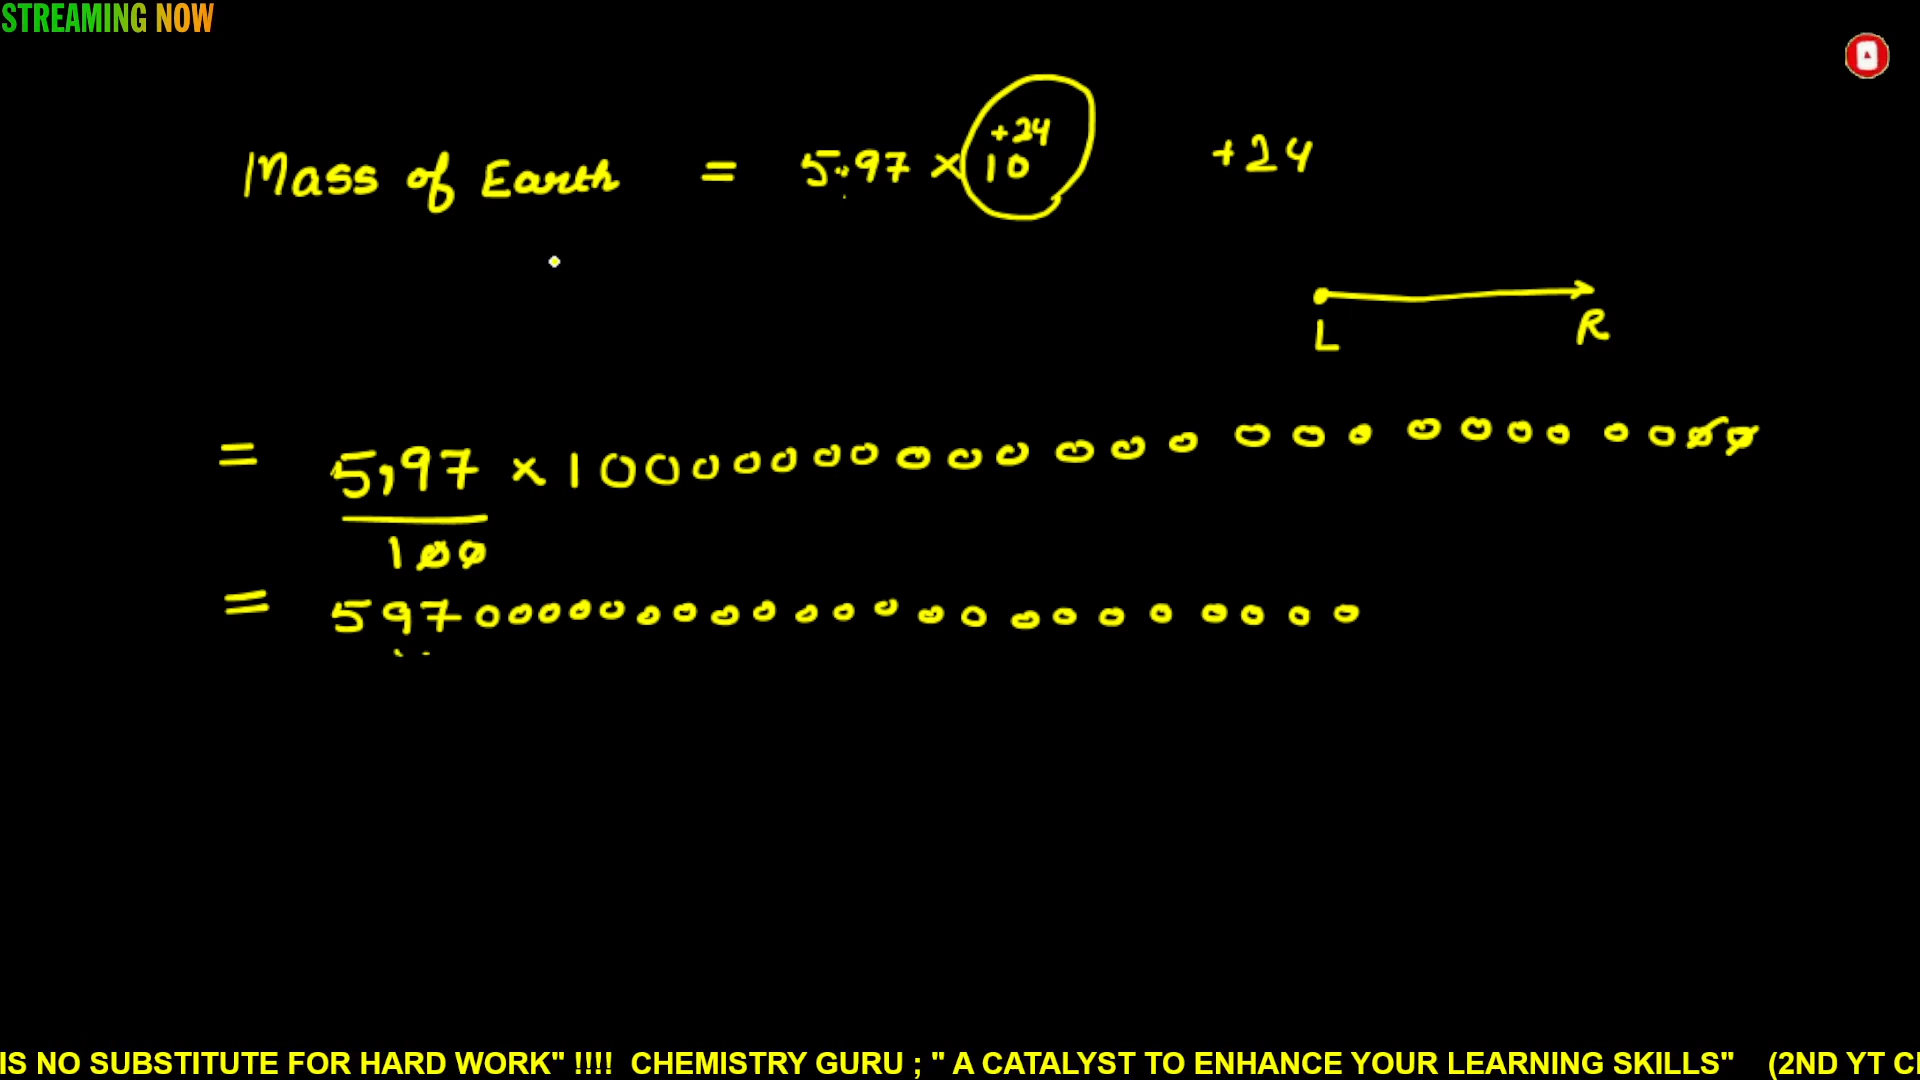 STREAMING NOW
Mass of Earth = 5.97 × 10⁺²⁴ +24
L R
= 5,97 × 1000000000000000000000000
100
= 5970000000000000000000000
IS NO SUBSTITUTE FOR HARD WORK" !!!! CHEMISTRY GURU ; " A CATALYST TO ENHANCE YOUR LEARNING SKILLS" (2ND YT C